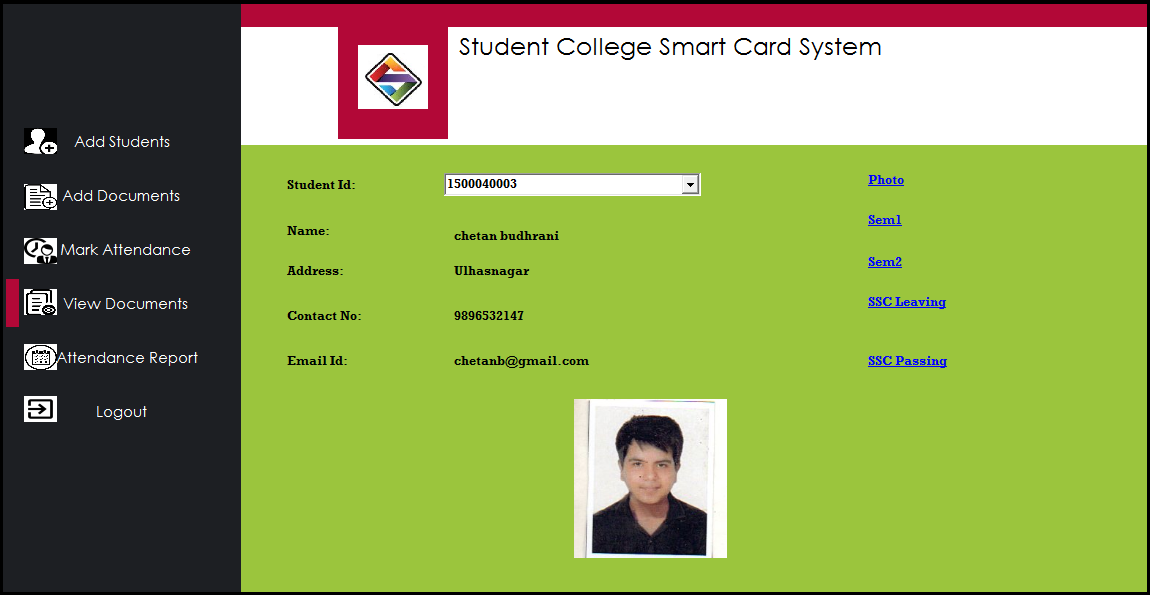 Student College Smart Card System
Add Students
Add Documents
Mark Attendance
View Documents
Attendance Report
Logout
Student Id: 1500040003
Name: chetan budhrani
Address: Ulhasnagar
Contact No: 9896532147
Email Id: chetanb@gmail.com
Photo
Sem1
Sem2
SSC Leaving
SSC Passing